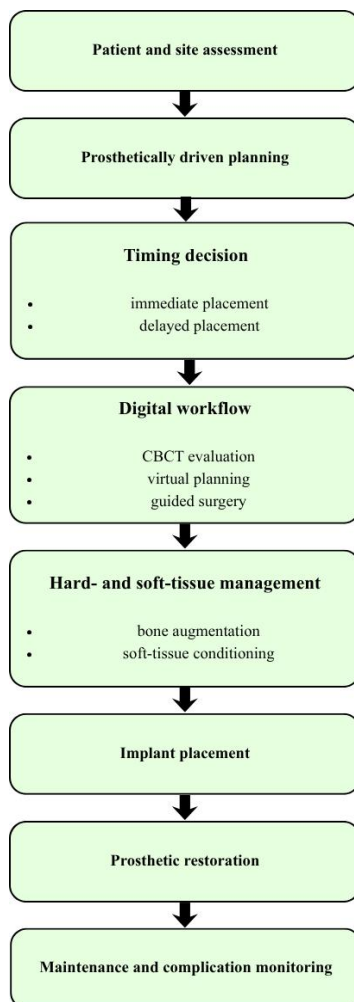 Patient and site assessment
Prosthetically driven planning
Timing decision
• immediate placement
• delayed placement
Digital workflow
• CBCT evaluation
• virtual planning
• guided surgery
Hard- and soft-tissue management
• bone augmentation
• soft-tissue conditioning
Implant placement
Prosthetic restoration
Maintenance and complication monitoring